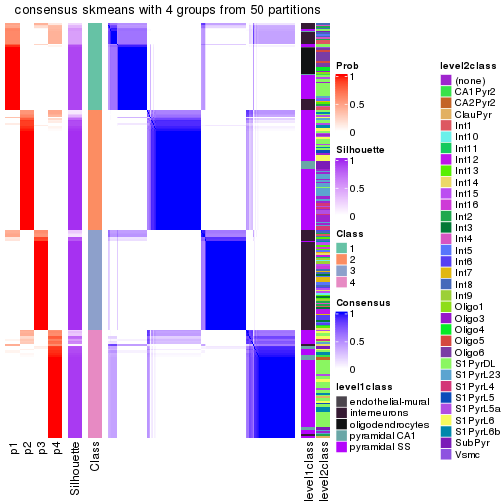 consensus skmeans with 4 groups from 50 partitions
p1
p2
p3
p4
Silhouette
Class
level1class
level2class
Prob
1
0.5
0
Silhouette
1
0.5
0
Class
1
2
3
4
Consensus
1
0.5
0
level1class
endothelial-mural
interneurons
oligodendrocytes
pyramidal CA1
pyramidal SS
level2class
(none)
CA1Pyr2
CA2Pyr2
ClauPyr
Int1
Int10
Int11
Int12
Int13
Int14
Int15
Int16
Int2
Int3
Int4
Int5
Int6
Int7
Int8
Int9
Oligo1
Oligo3
Oligo4
Oligo5
Oligo6
S1PyrDL
S1PyrL23
S1PyrL4
S1PyrL5
S1PyrL5a
S1PyrL6
S1PyrL6b
SubPyr
Vsmc